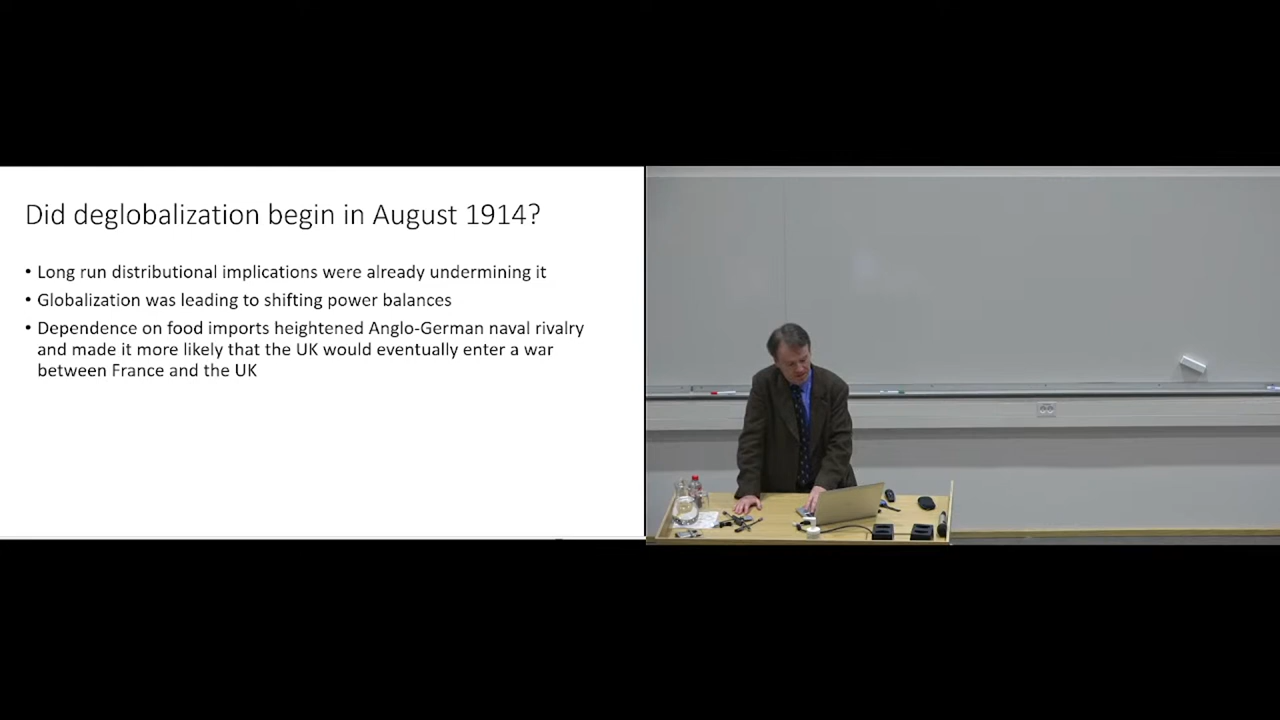 Did deglobalization begin in August 1914?
• Long run distributional implications were already undermining it
• Globalization was leading to shifting power balances
• Dependence on food imports heightened Anglo-German naval rivalry
and made it more likely that the UK would eventually enter a war
between France and the UK